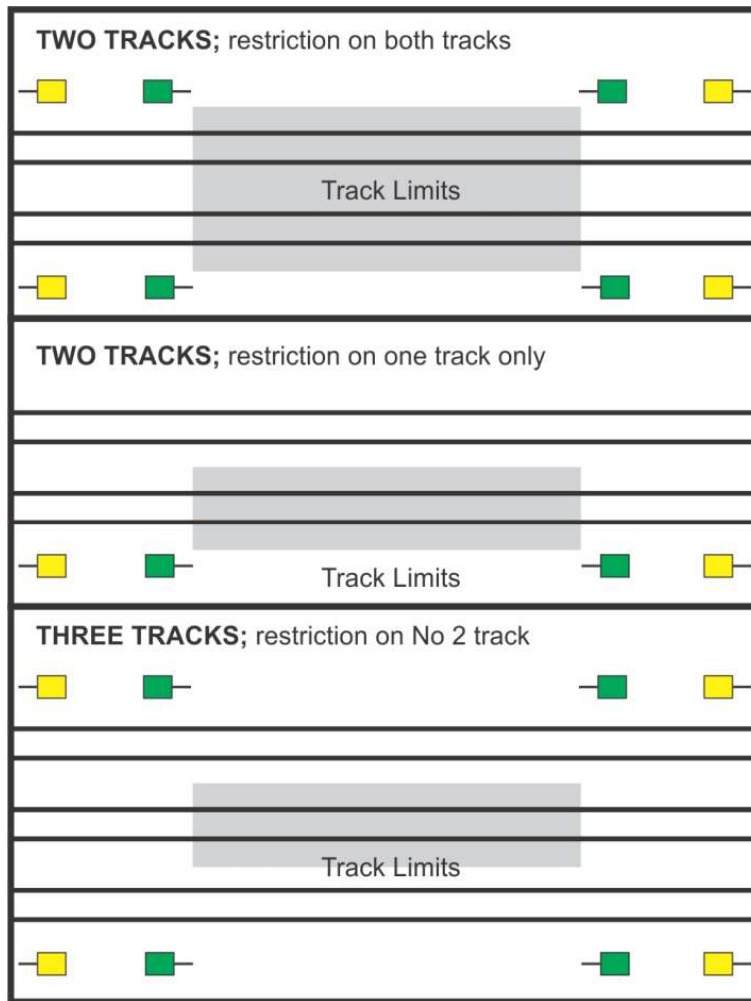 TWO TRACKS; restriction on both tracks
Track Limits
TWO TRACKS; restriction on one track only
Track Limits
THREE TRACKS; restriction on No 2 track
Track Limits